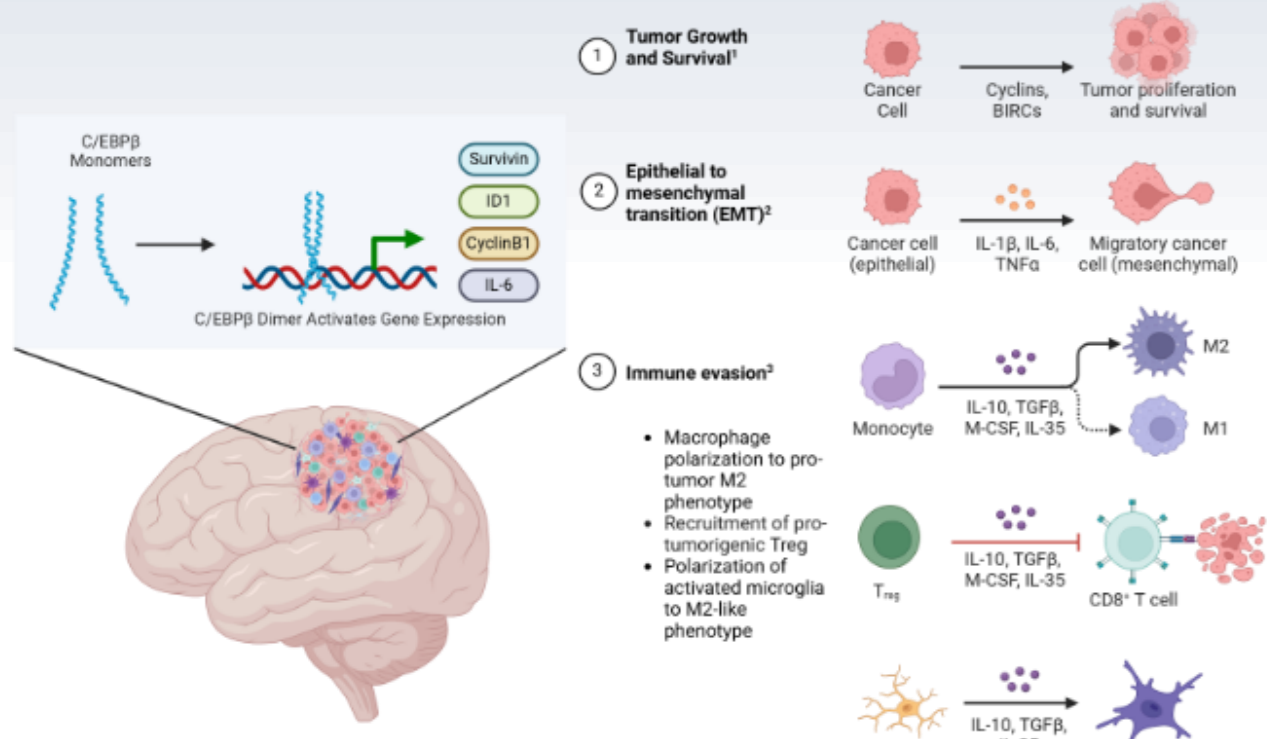 C/EBPβ
Monomers
Survivin
ID1
CyclinB1
IL-6
C/EBPβ Dimer Activates Gene Expression
1
Tumor Growth
and Survival¹
Cancer
Cell
Cyclins,
BIRCs
Tumor proliferation
and survival
2
Epithelial to
mesenchymal
transition (EMT)²
Cancer cell
(epithelial)
IL-1β, IL-6,
TNFα
Migratory cancer
cell (mesenchymal)
3
Immune evasion³
• Macrophage
polarization to pro-
tumor M2
phenotype
• Recruitment of pro-
tumorigenic Treg
• Polarization of
activated microglia
to M2-like
phenotype
Monocyte
IL-10, TGFβ,
M-CSF, IL-35
M2
M1
Treg
IL-10, TGFβ,
M-CSF, IL-35
CD8⁺ T cell
IL-10, TGFβ,